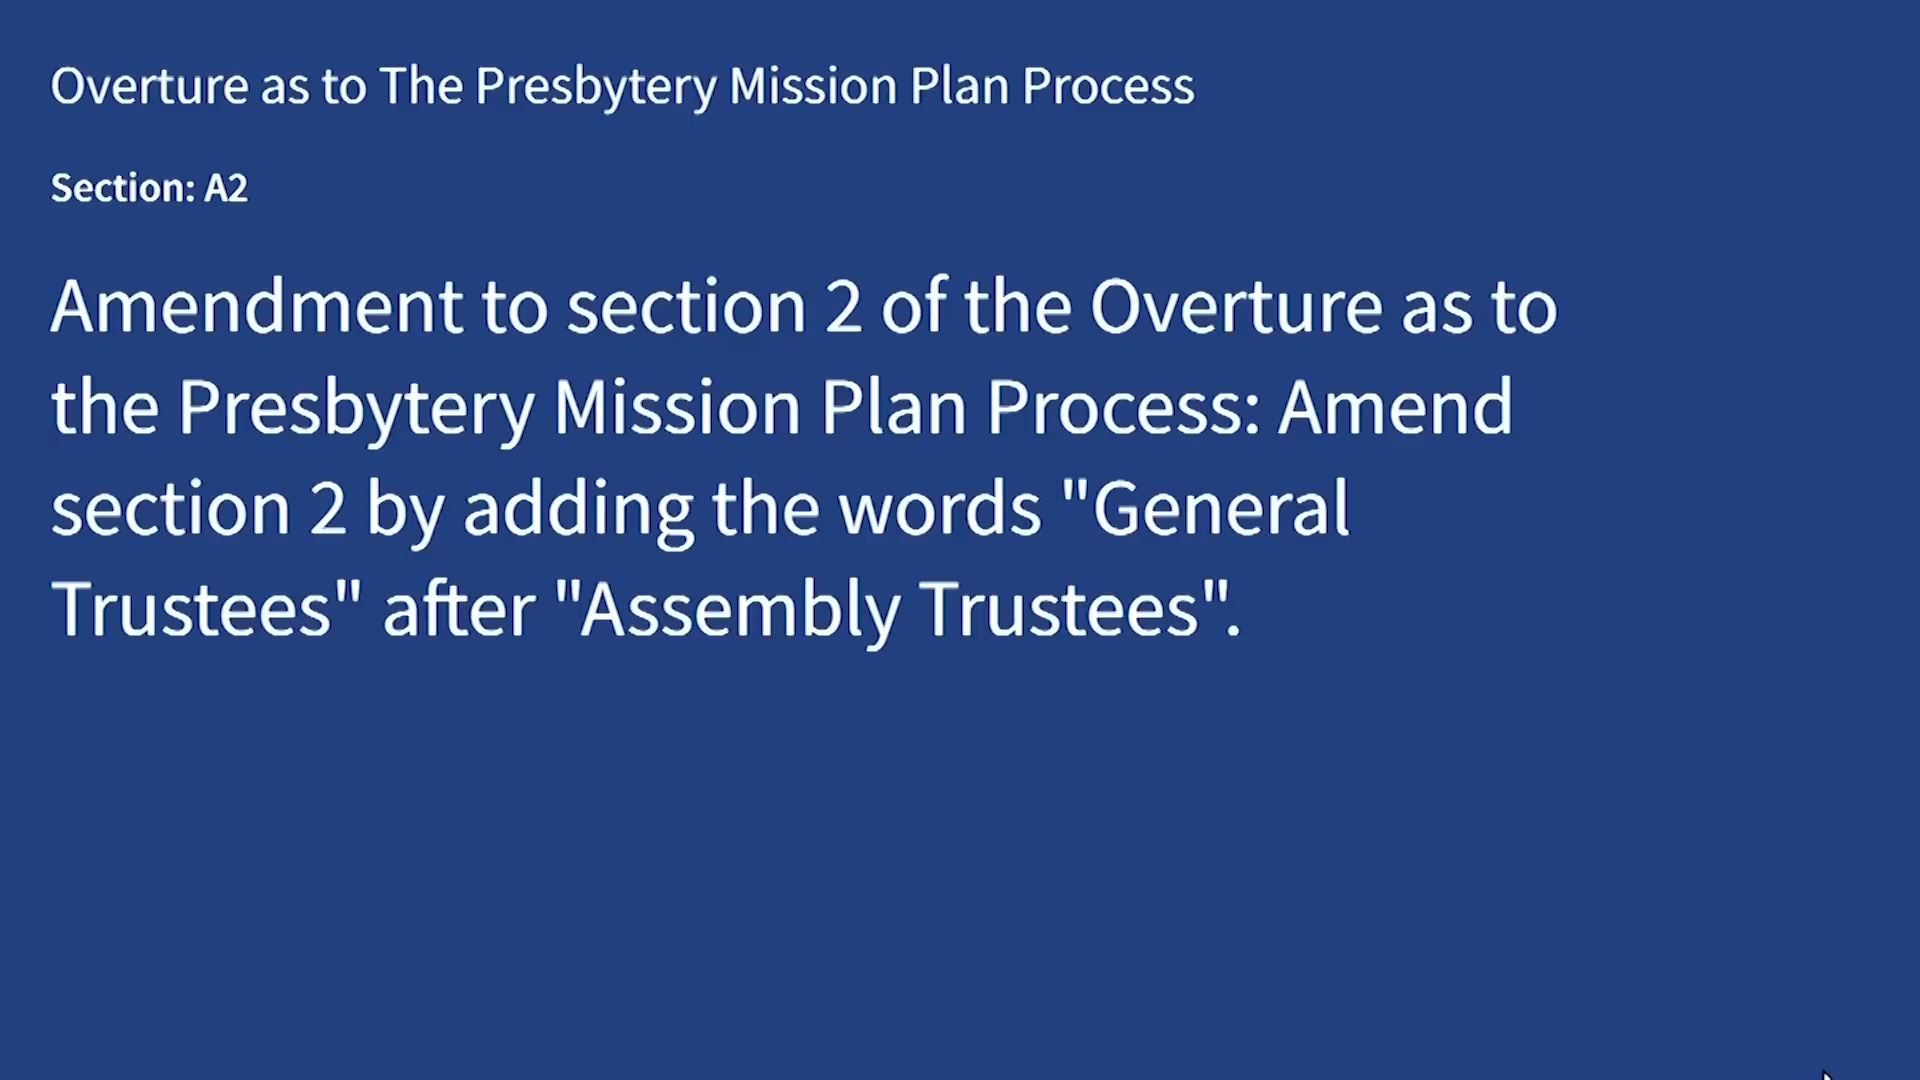 Overture as to The Presbytery Mission Plan Process
Section: A2
Amendment to section 2 of the Overture as to
the Presbytery Mission Plan Process: Amend
section 2 by adding the words "General
Trustees" after "Assembly Trustees".